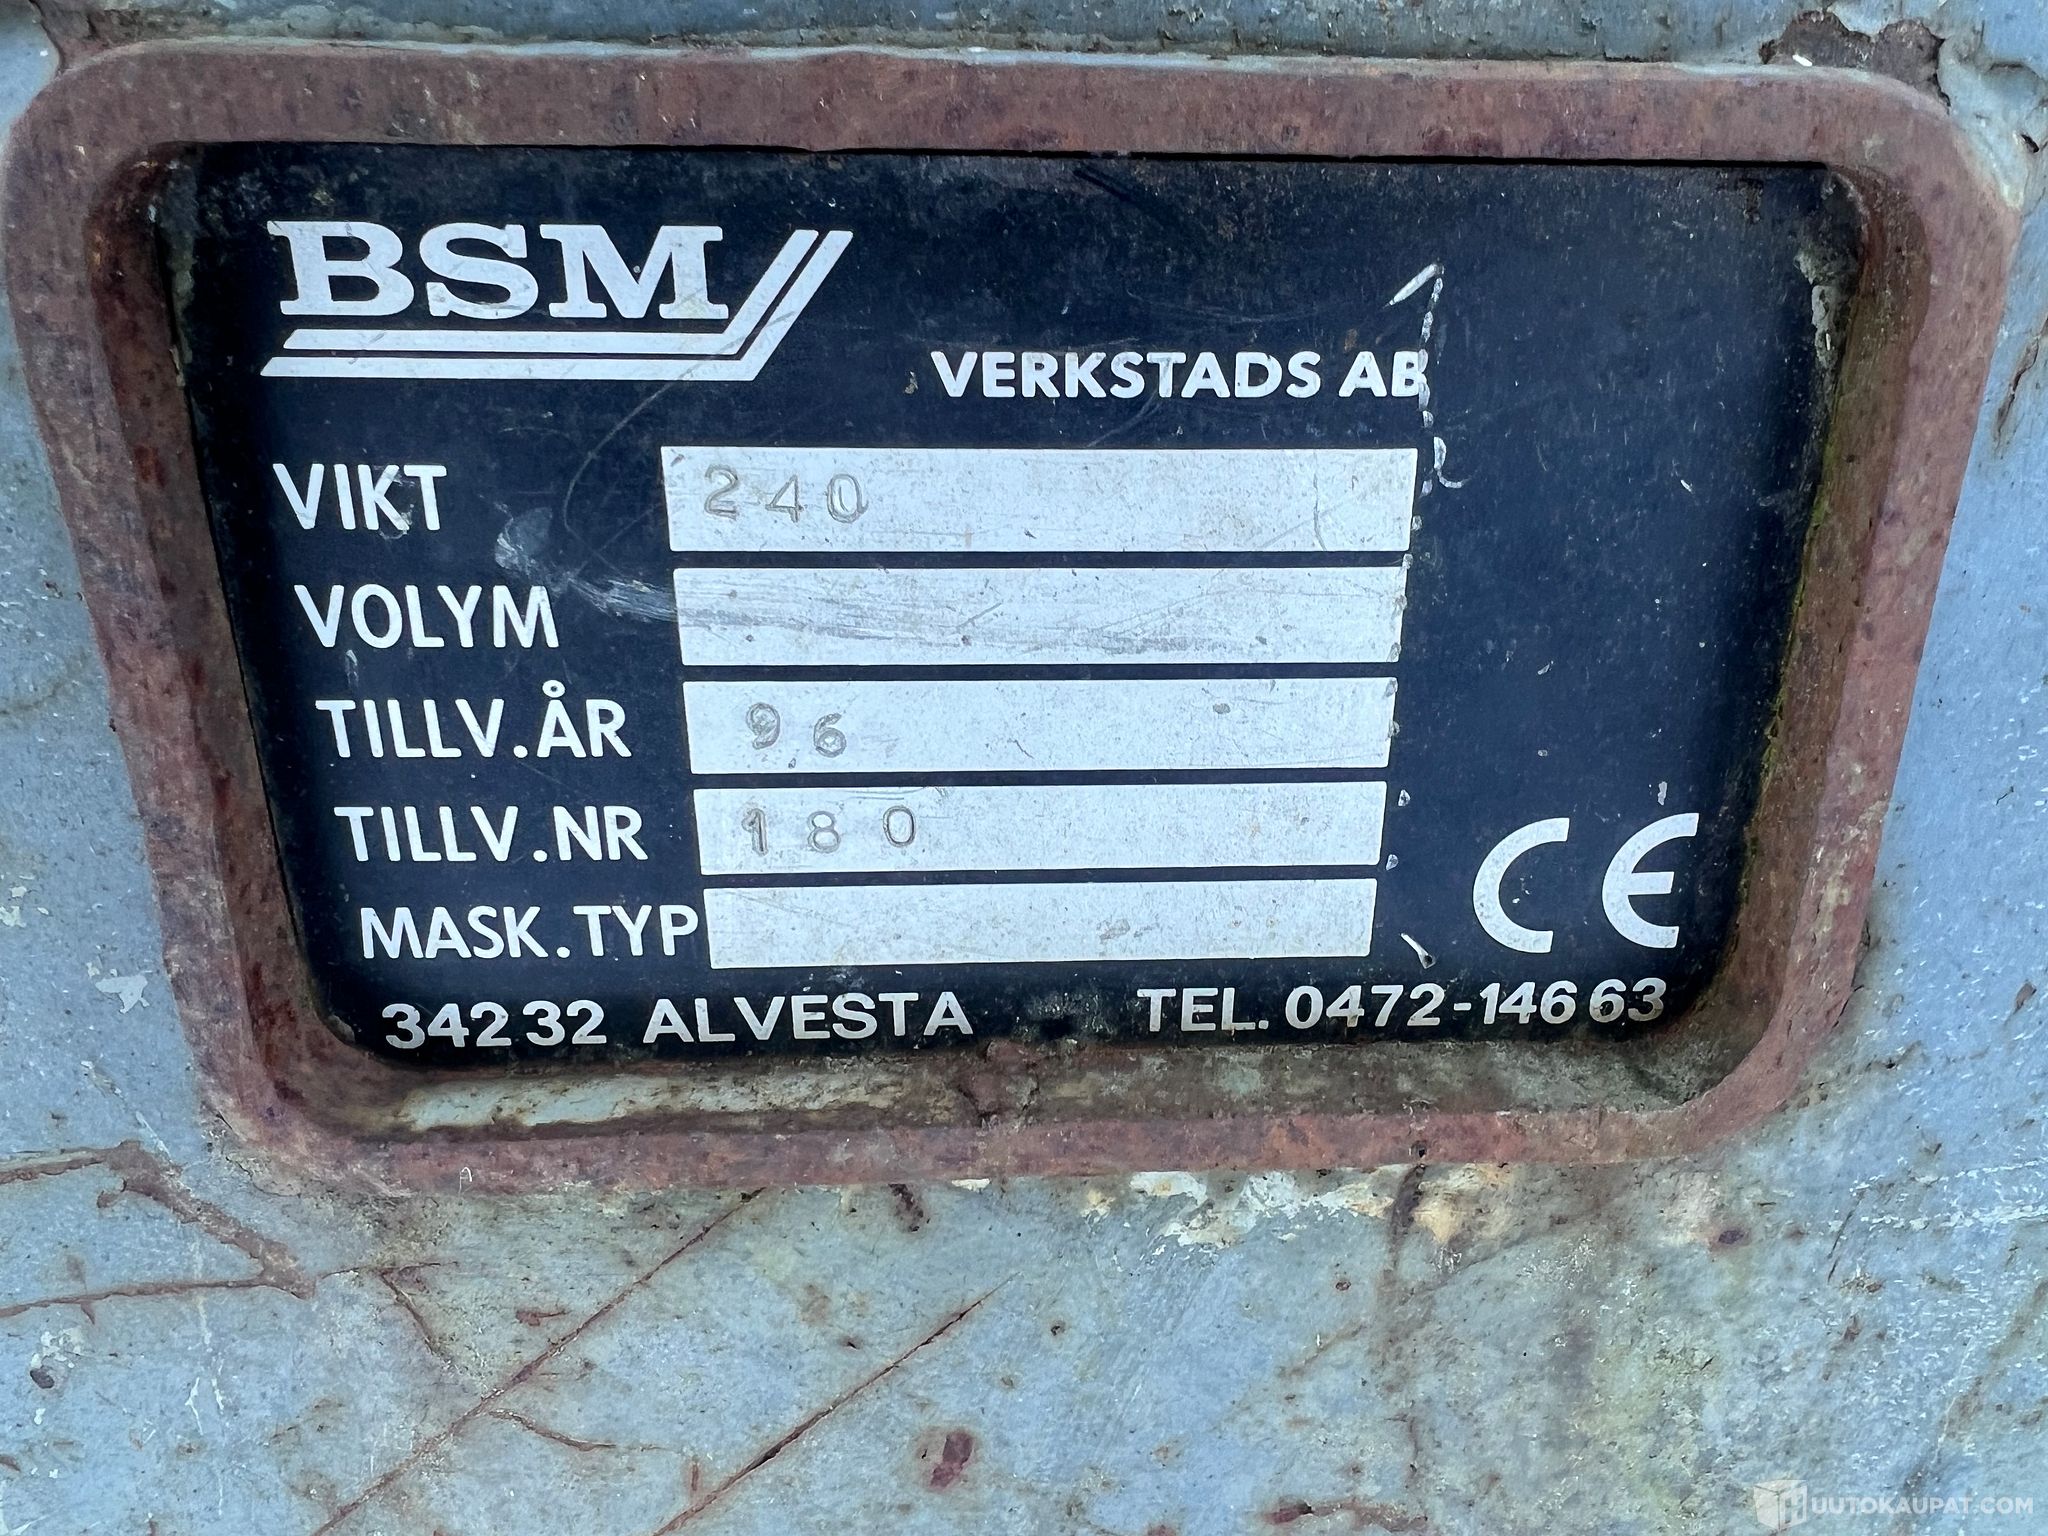 BSM
VERKSTADS AB
VIKT 240
VOLYM
TILLV.ÅR 96
TILLV.NR 180
MASK.TYP
CE
34232 ALVESTA TEL. 0472-14663
HUUTOKAUPAT.COM